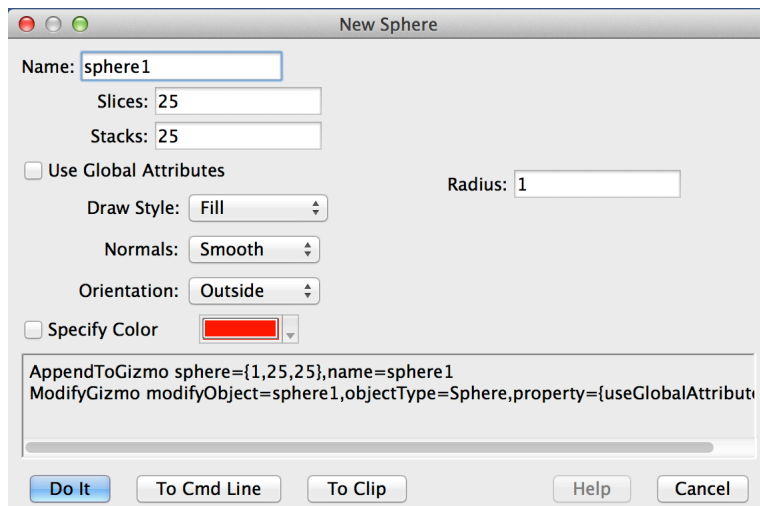 New Sphere
Name: sphere1
Slices: 25
Stacks: 25
Use Global Attributes
Radius: 1
Draw Style: Fill
Normals: Smooth
Orientation: Outside
Specify Color
AppendToGizmo sphere={1,25,25},name=sphere1
ModifyGizmo modifyObject=sphere1,objectType=Sphere,property={useGlobalAttribute
Do It To Cmd Line To Clip Help Cancel